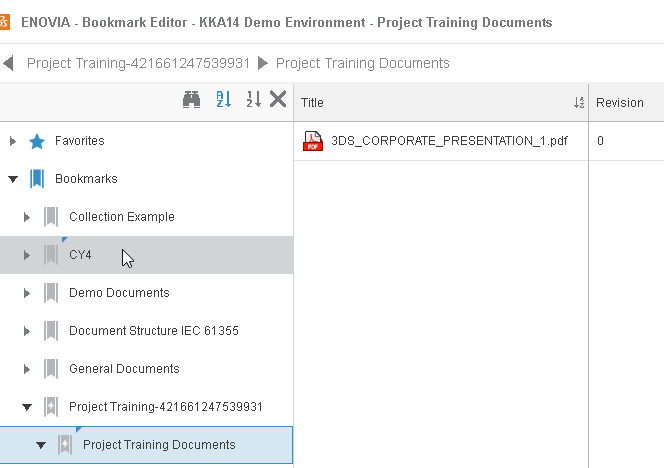 ENOVIA - Bookmark Editor - KKA14 Demo Environment - Project Training Documents
Project Training-421661247539931 Project Training Documents
Title Revision
Favorites
3DS_CORPORATE_PRESENTATION_1.pdf 0
Bookmarks
Collection Example
CY4
Demo Documents
Document Structure IEC 61355
General Documents
Project Training-421661247539931
Project Training Documents